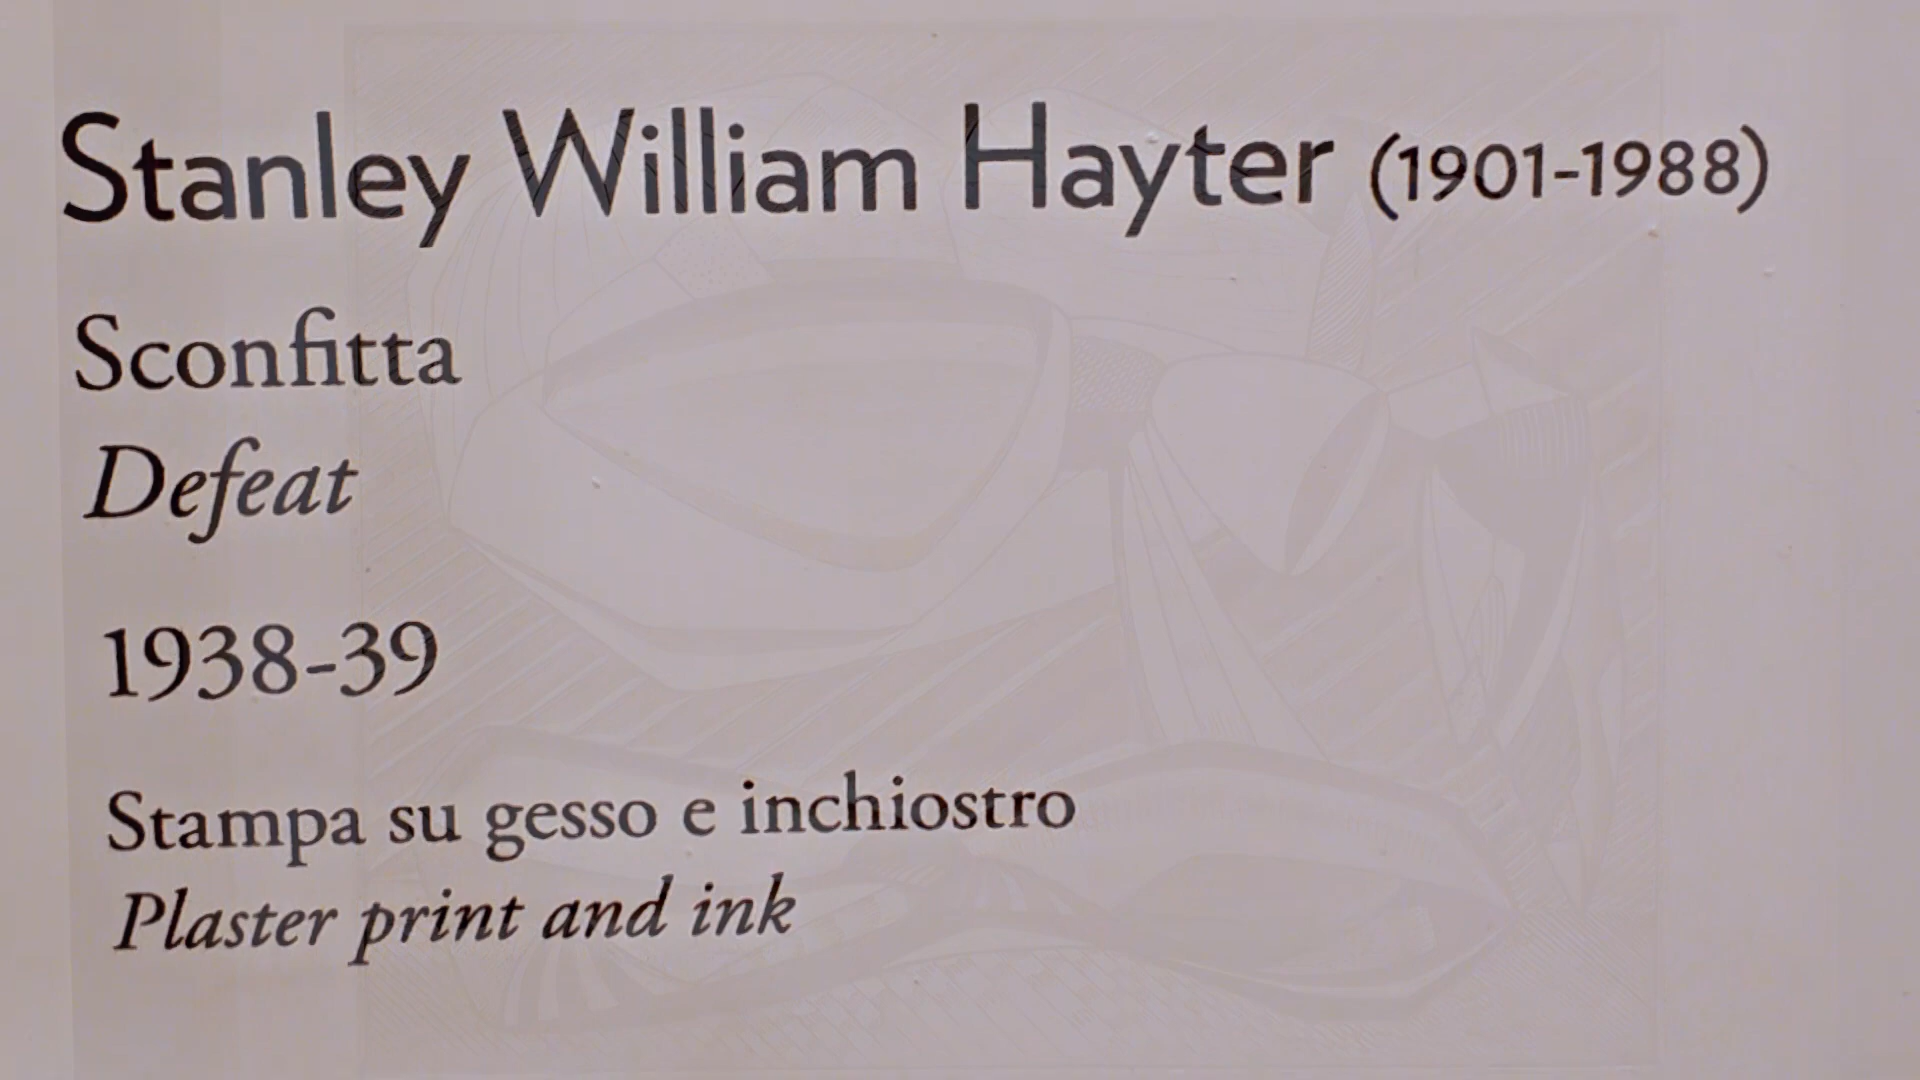 Stanley William Hayter (1901-1988)
Sconfitta
Defeat
1938-39
Stampa su gesso e inchiostro
Plaster print and ink